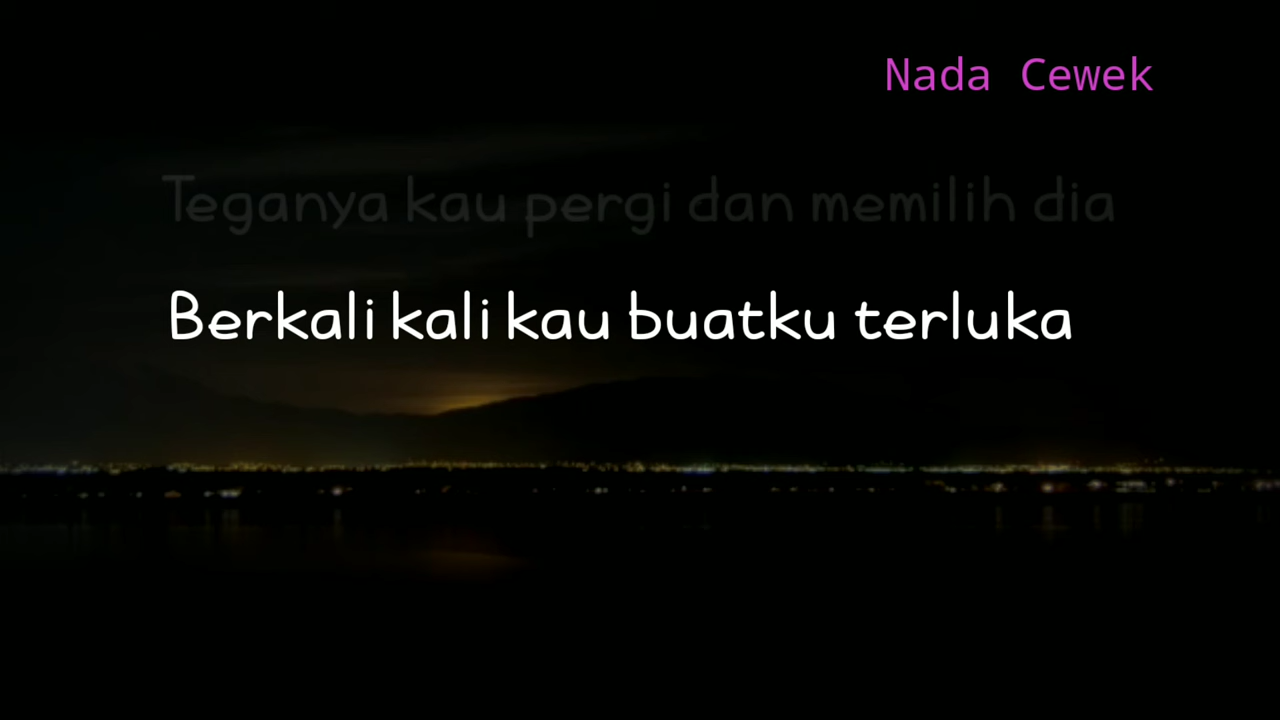 Nada Cewek
Teganya kau pergi dan memilih dia
Berkali kali kau buatku terluka